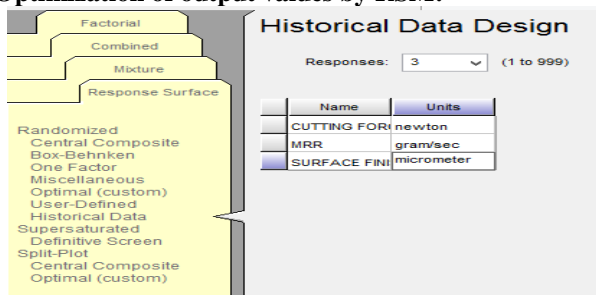 Optimization of output values by RSM:
Factorial
Combined
Mixture
Response Surface
Randomized
Central Composite
Box-Behnken
One Factor
Miscellaneous
Optimal (custom)
User-Defined
Historical Data
Supersaturated
Definitive Screen
Split-Plot
Central Composite
Optimal (custom)
Historical Data Design
Responses: 3 (1 to 999)
Name Units
CUTTING FOR newton
MRR gram/sec
SURFACE FINI micrometer